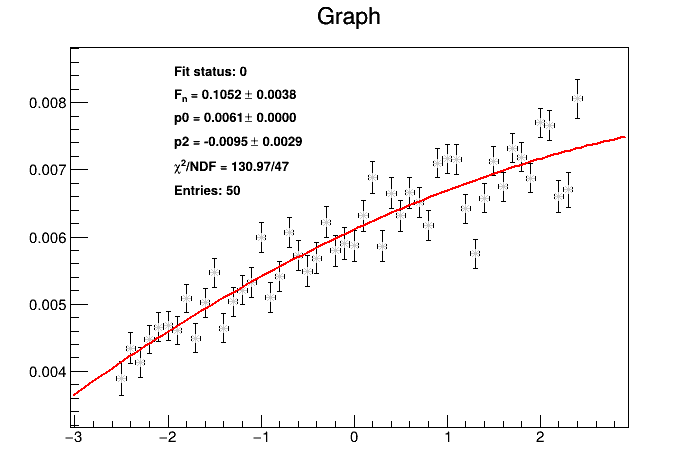 Graph
Fit status: 0
Fn = 0.1052 ± 0.0038
p0 = 0.0061 ± 0.0000
p2 = -0.0095 ± 0.0029
χ²/NDF = 130.97/47
Entries: 50
0.008
0.007
0.006
0.005
0.004
−3 −2 −1 0 1 2